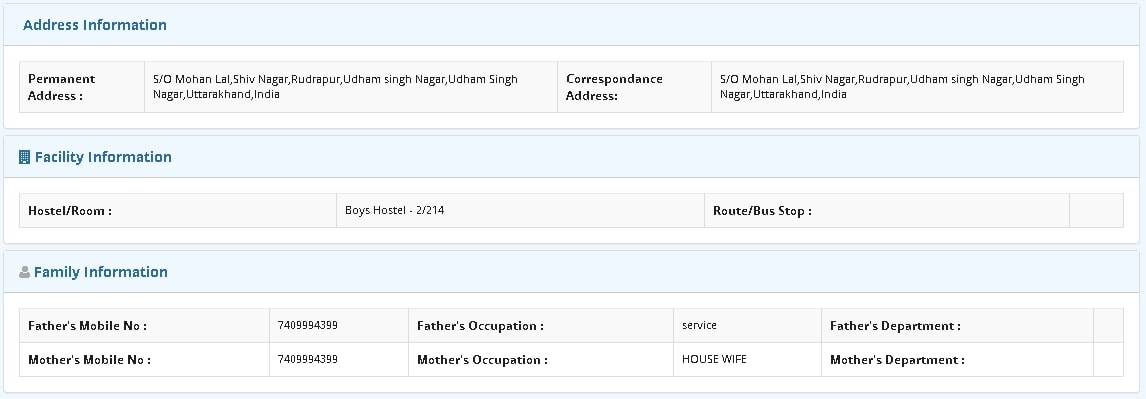 Address Information
Permanent Address : S/O Mohan Lal,Shiv Nagar,Rudrapur,Udham singh Nagar,Udham Singh Nagar,Uttarakhand,India Correspondance Address: S/O Mohan Lal,Shiv Nagar,Rudrapur,Udham singh Nagar,Udham Singh Nagar,Uttarakhand,India
Facility Information
Hostel/Room : Boys Hostel - 2/214 Route/Bus Stop :
Family Information
Father's Mobile No : 7409994399 Father's Occupation : service Father's Department :
Mother's Mobile No : 7409994399 Mother's Occupation : HOUSE WIFE Mother's Department :